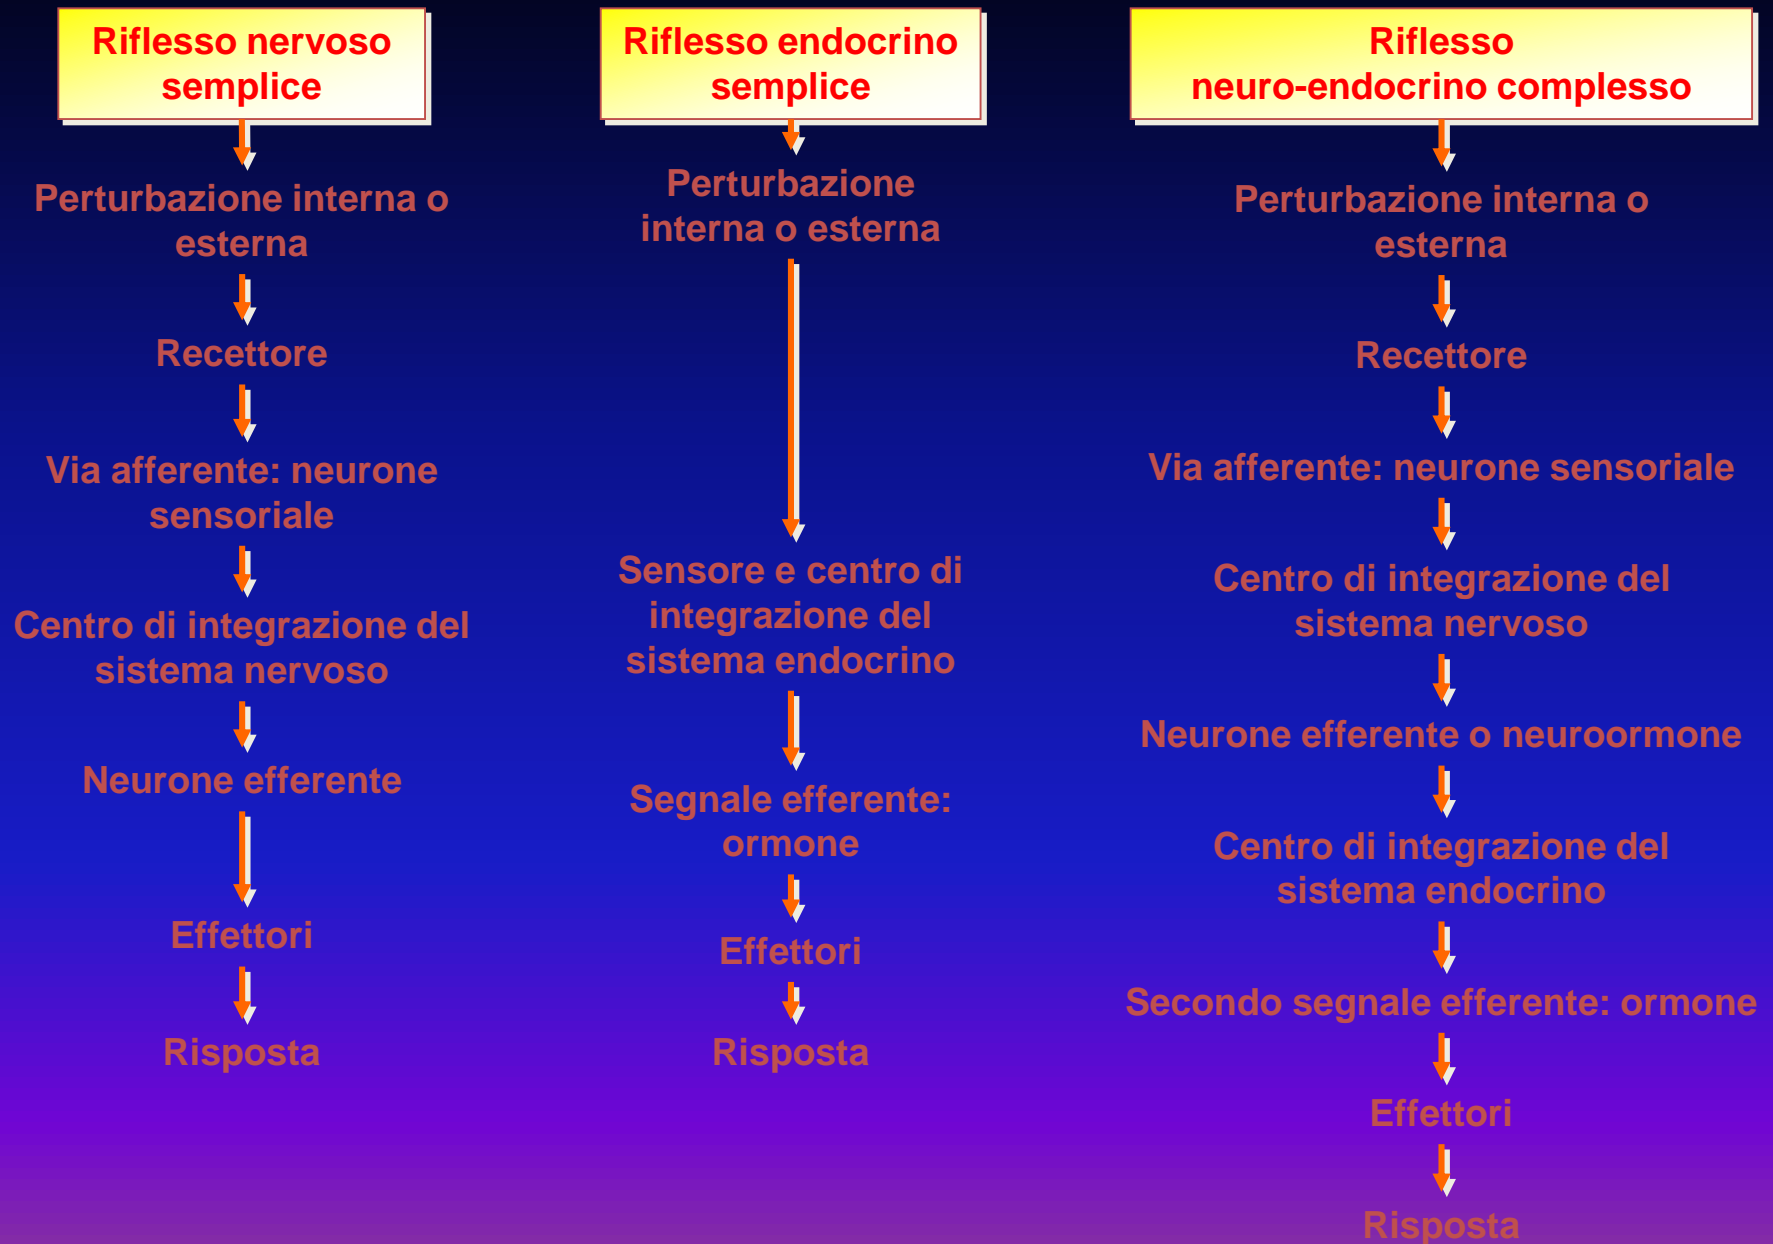 Riflesso nervoso
semplice
Perturbazione interna o
esterna
Recettore
Via afferente: neurone
sensoriale
Centro di integrazione del
sistema nervoso
Neurone efferente
Effettori
Risposta
Riflesso endocrino
semplice
Perturbazione
interna o esterna
Sensore e centro di
integrazione del
sistema endocrino
Segnale efferente:
ormone
Effettori
Risposta
Riflesso
neuro-endocrino complesso
Perturbazione interna o
esterna
Recettore
Via afferente: neurone sensoriale
Centro di integrazione del
sistema nervoso
Neurone efferente o neuroormone
Centro di integrazione del
sistema endocrino
Secondo segnale efferente: ormone
Effettori
Risposta